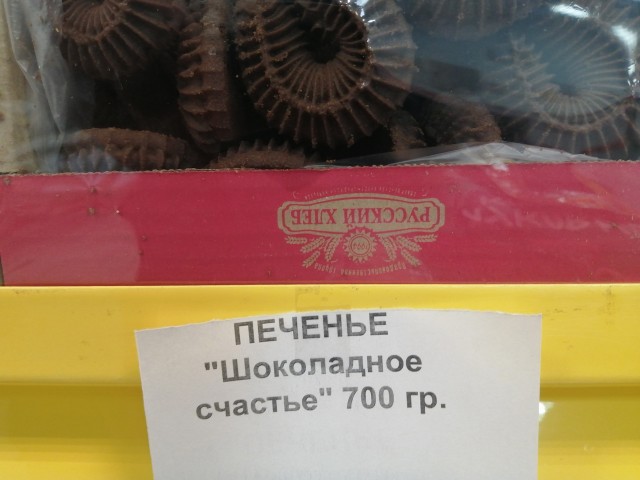 РУССКИЙ ХЛЕБ
ПЕЧЕНЬЕ
"Шоколадное
счастье" 700 гр.